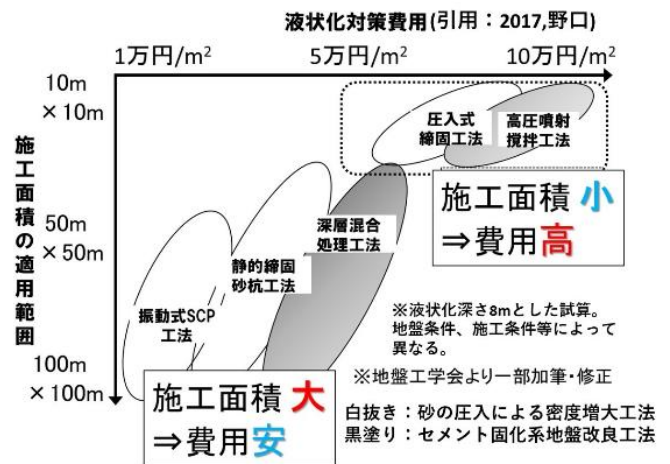 液状化対策費用(引用：2017,野口)
1万円/m²
5万円/m²
10万円/m²
10m
×10m
施工面積の適用範囲
圧入式
締固工法
高圧噴射
撹拌工法
施工面積 小
⇒費用高
50m
×50m
深層混合
処理工法
静的締固
砂杭工法
振動式SCP
工法
※液状化深さ8mとした試算。
地盤条件、施工条件等によって
異なる。
100m
×100m
※地盤工学会より一部加筆・修正
施工面積 大
⇒費用安
白抜き：砂の圧入による密度増大工法
黒塗り：セメント固化系地盤改良工法